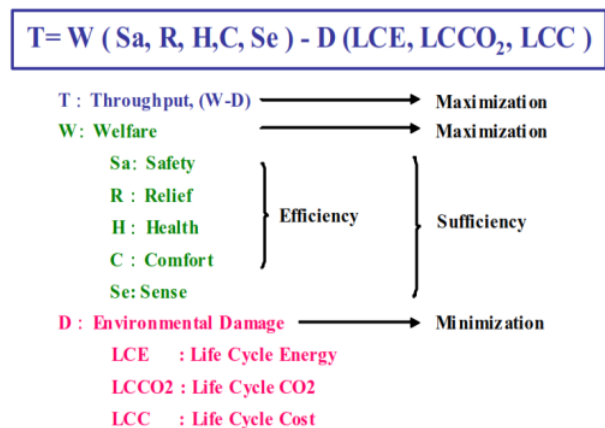 T= W ( Sa, R, H,C, Se ) - D (LCE, LCCO₂, LCC )
T : Throughput, (W-D) Maximization
W: Welfare Maximization
Sa: Safety
R : Relief
Efficiency Sufficiency
H : Health
C : Comfort
Se: Sense
D : Environmental Damage Minimization
LCE : Life Cycle Energy
LCCO2 : Life Cycle CO2
LCC : Life Cycle Cost